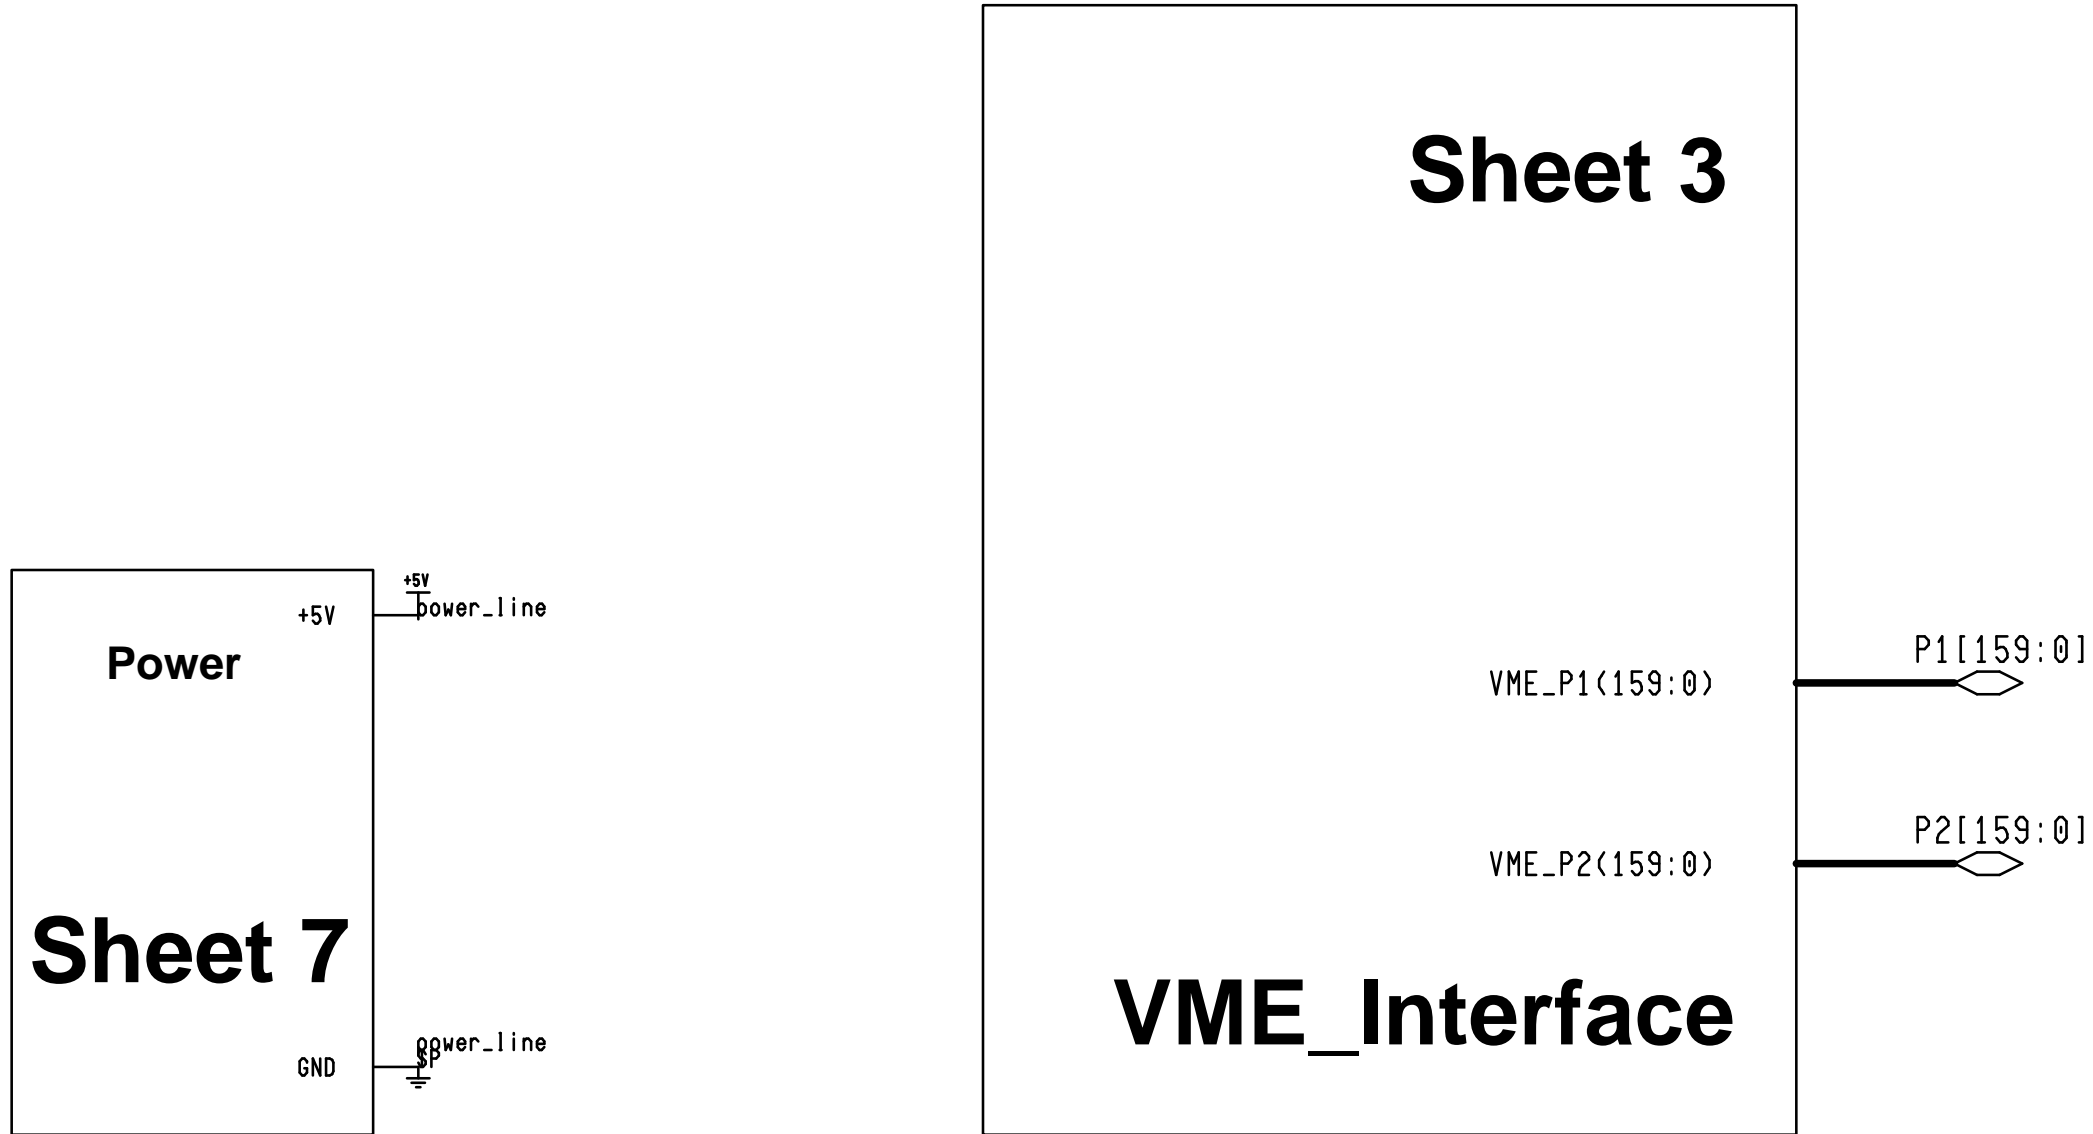 Sheet 3
+5V
+5V
power_line
Power
P1[159:0]
VME_P1(159:0)
P2[159:0]
VME_P2(159:0)
Sheet 7
VME_Interface
power_line
GND